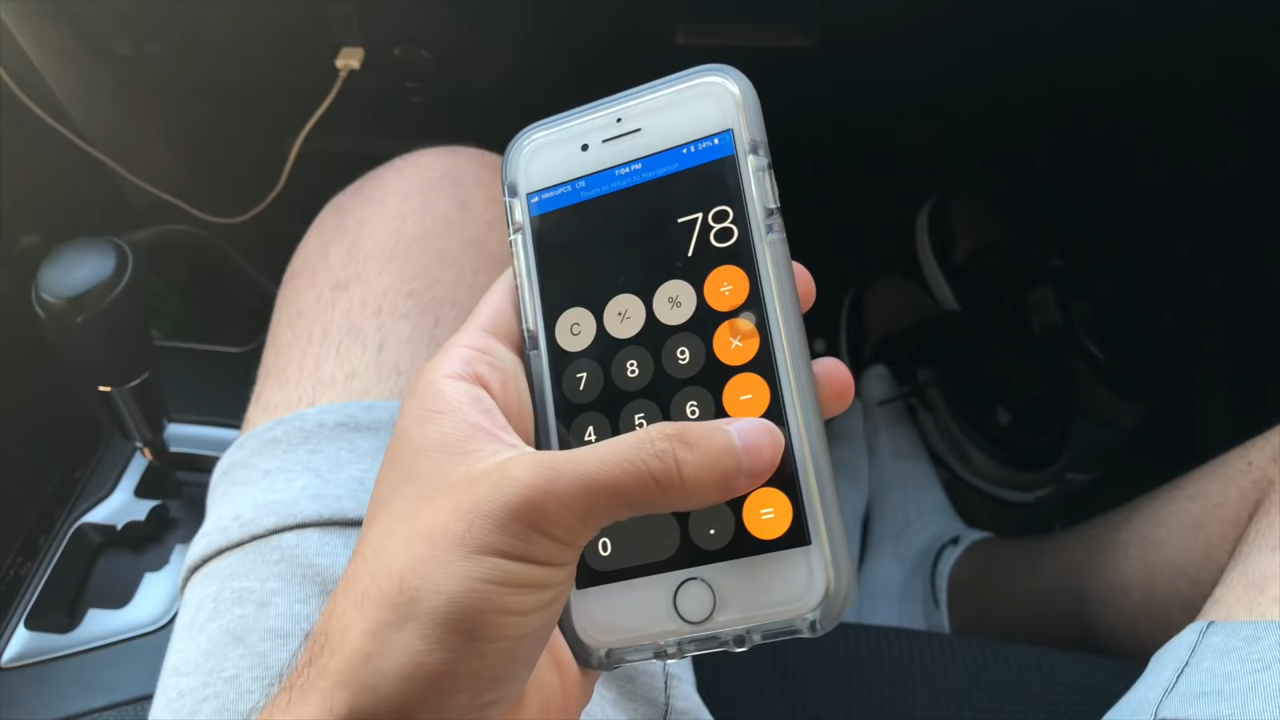 MetroPCS LTE 7:04 PM 24%
Touch to return to Navigation
78
C +/- % ÷
7 8 9 ×
4 5 6 −
0 . =